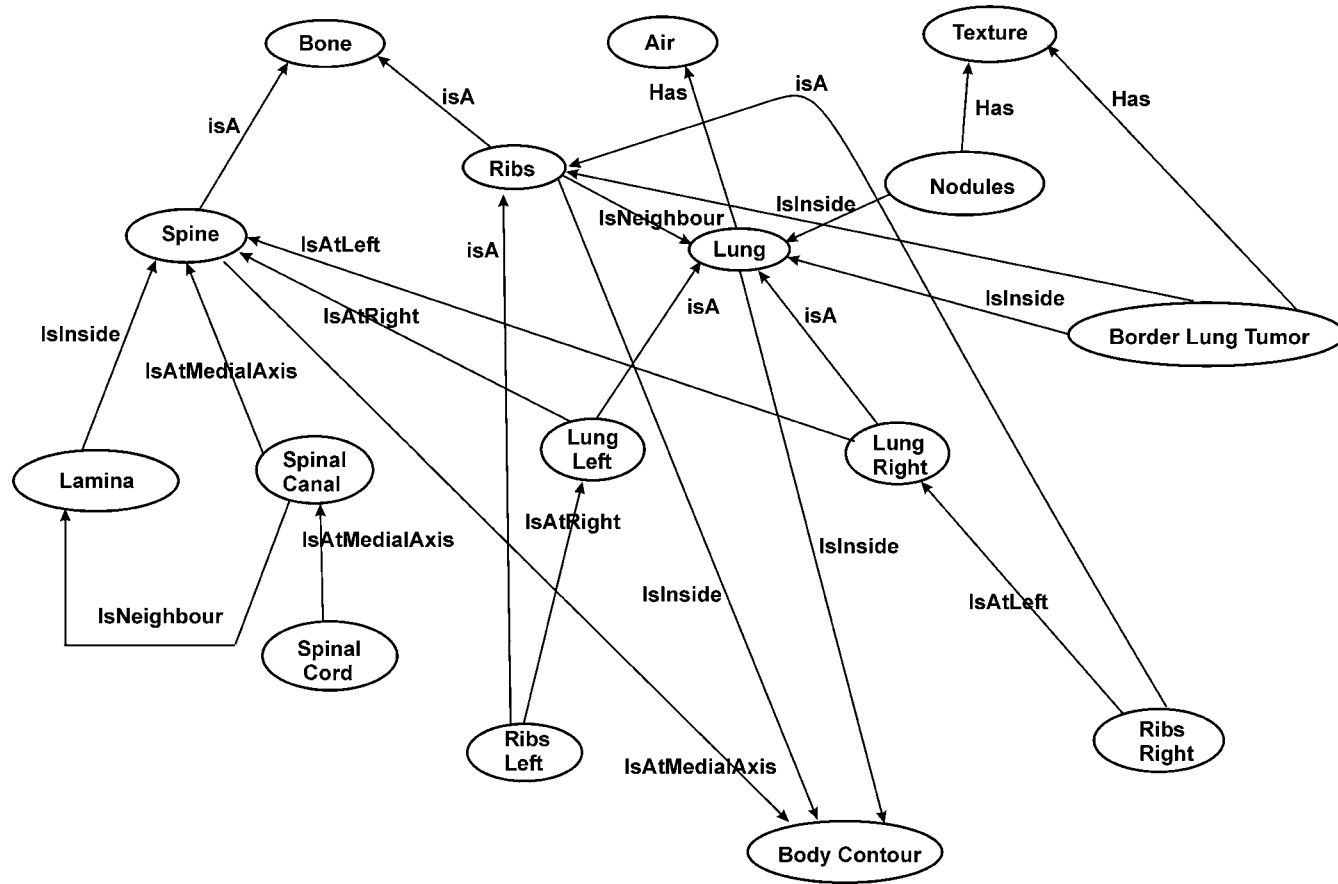 Bone
Air
Texture
isA
isA
Has
isA
Has
Has
Ribs
Nodules
IsNeighbour
IsInside
Spine
IsAtLeft
isA
Lung
IsInside
IsInside
IsAtRight
isA
isA
Border Lung Tumor
IsAtMedialAxis
Lamina
Spinal
Canal
Lung
Left
Lung
Right
IsAtRight
IsAtMedialAxis
IsInside
IsNeighbour
IsInside
IsAtLeft
Spinal
Cord
Ribs
Left
Ribs
Right
IsAtMedialAxis
Body Contour